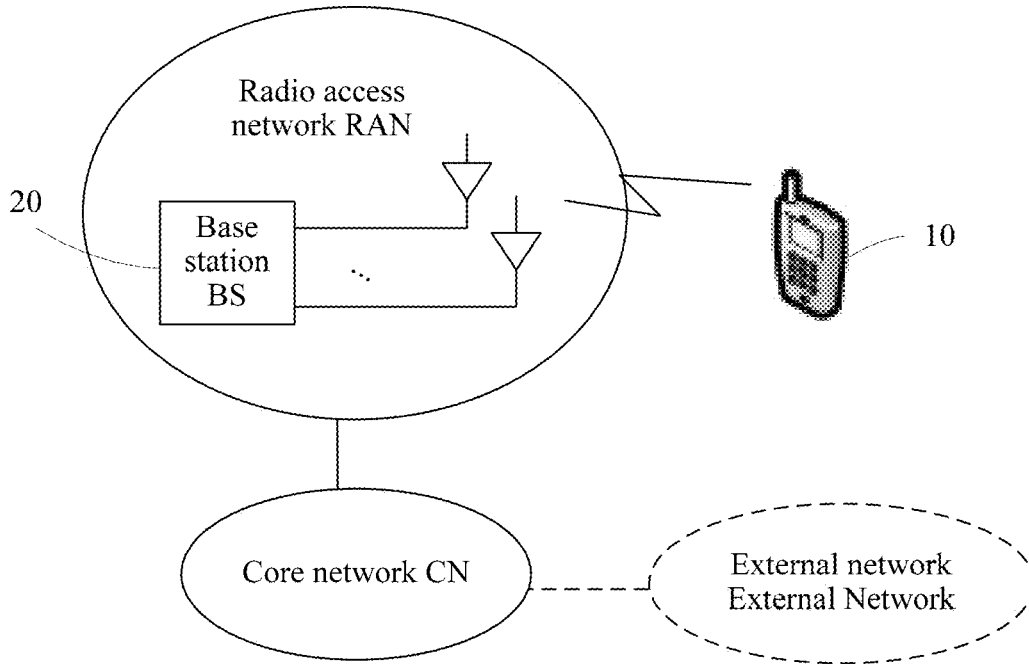 Radio access
network RAN
20
Base
station
BS
...
10
Core network CN
External network
External Network